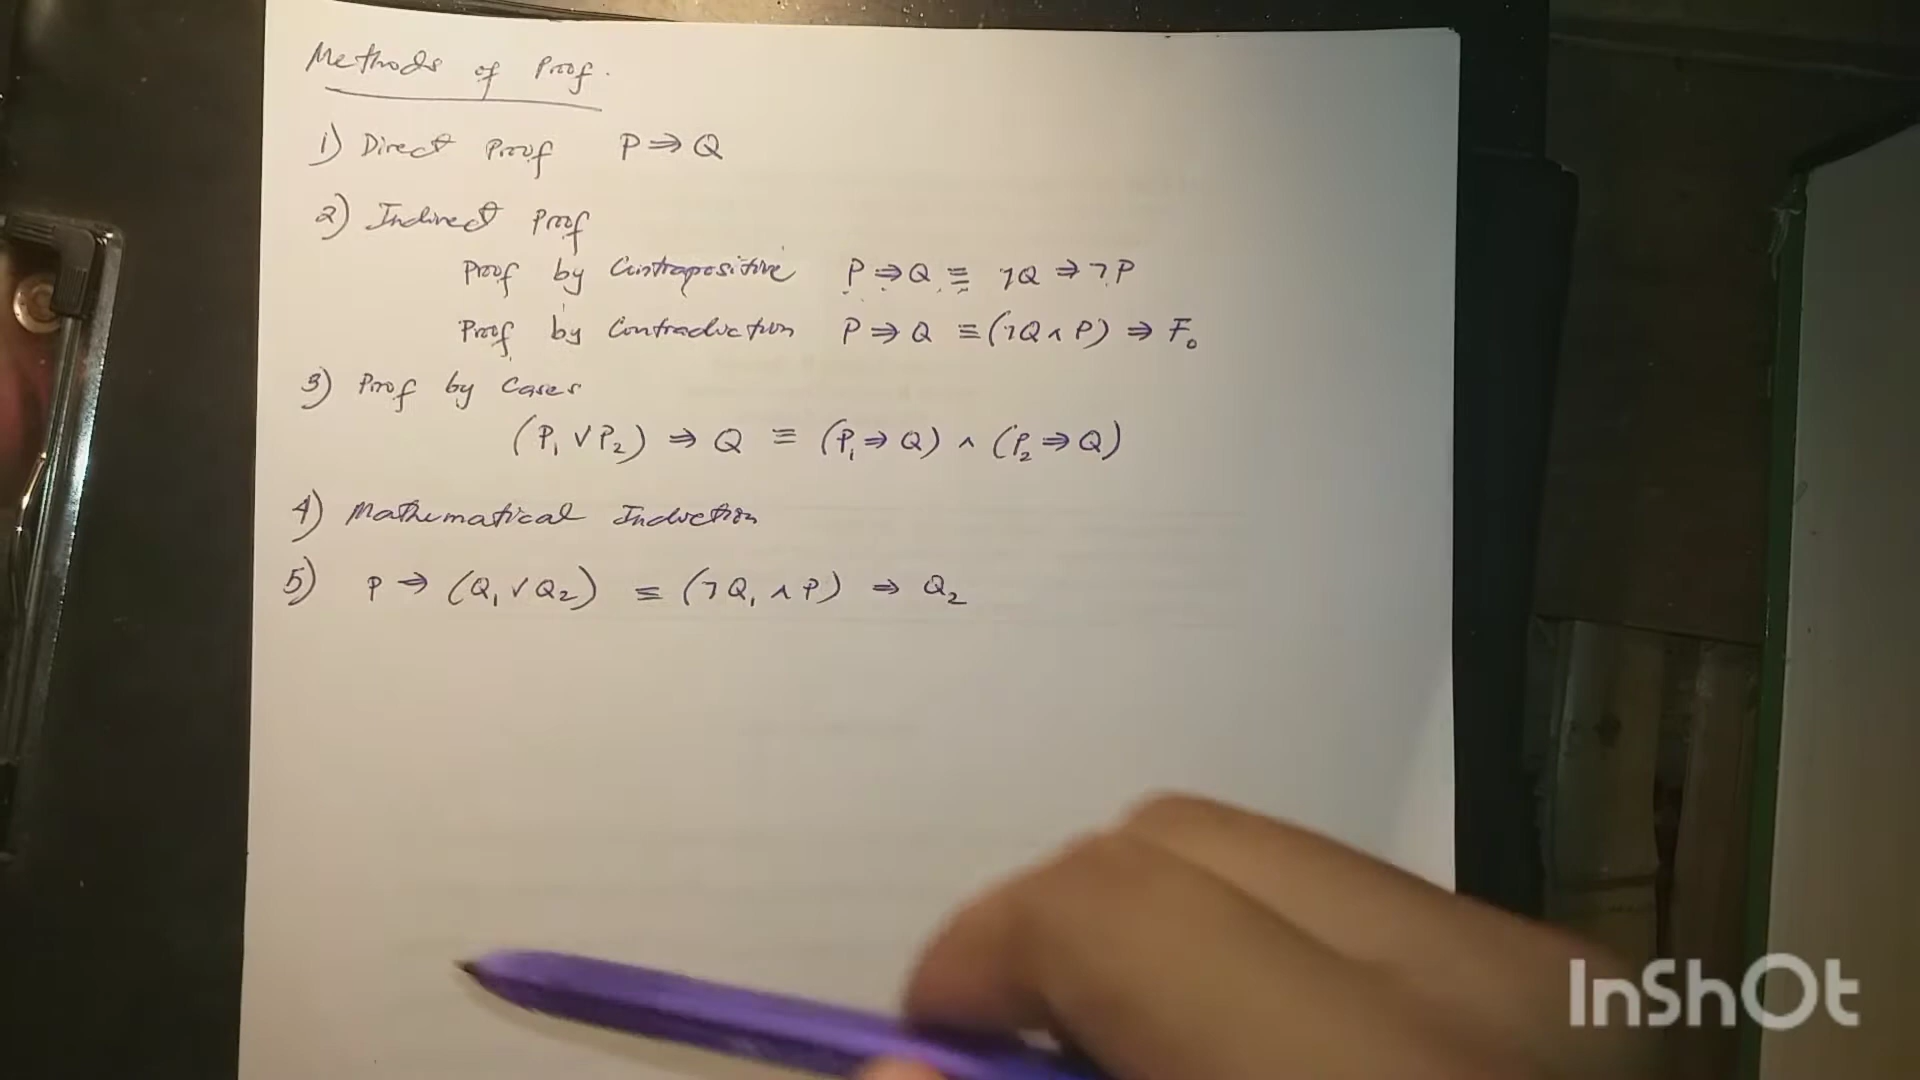 Methods of Proof.
1) Direct Proof P ⇒ Q
2) Indirect Proof
Proof by Contrapositive P ⇒ Q ≡ ¬Q ⇒ ¬P
Proof by Contradiction P ⇒ Q ≡ (¬Q ∧ P) ⇒ F₀
3) Proof by Cases
(P₁ ∨ P₂) ⇒ Q ≡ (P₁ ⇒ Q) ∧ (P₂ ⇒ Q)
4) Mathematical Induction
5) P ⇒ (Q₁ ∨ Q₂) ≡ (¬Q₁ ∧ P) ⇒ Q₂
InShOt